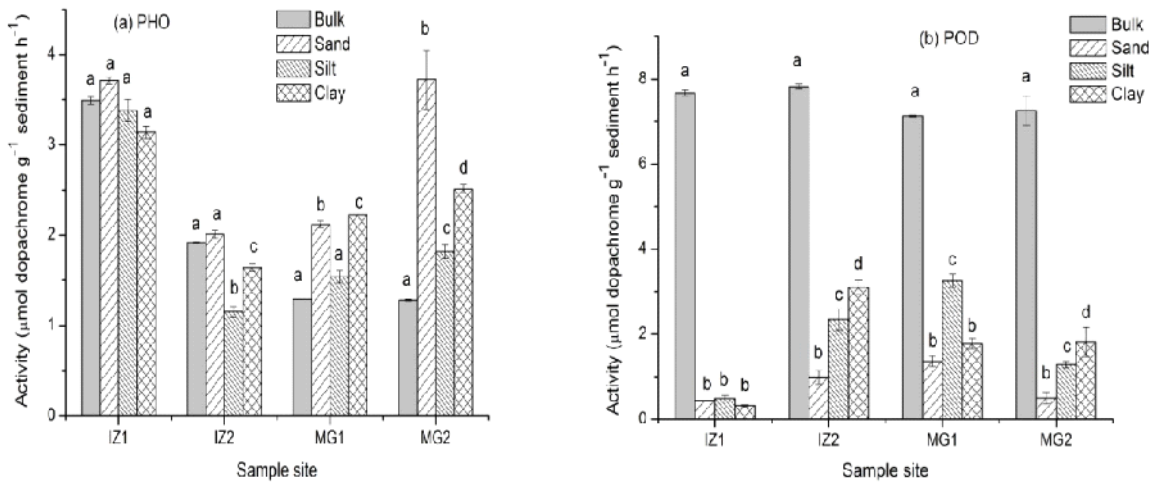 (a) PHO
Bulk
Sand
Silt
Clay
Activity (μmol dopachrome g⁻¹ sediment h⁻¹)
4
3
2
1
0
a a a a
a a b c
a b a c
a b c d
IZ1 IZ2 MG1 MG2
Sample site
(b) POD
Bulk
Sand
Silt
Clay
Activity (μmol dopachrome g⁻¹ sediment h⁻¹)
8
6
4
2
0
a b b b
a b c d
a b c b
a b c d
IZ1 IZ2 MG1 MG2
Sample site